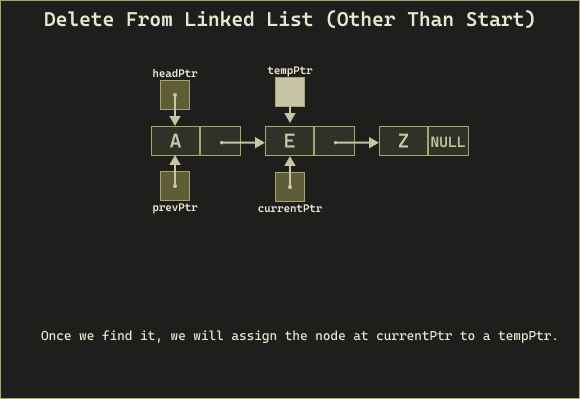 Delete From Linked List (Other Than Start)
headPtr
tempPtr
A
E
Z
NULL
prevPtr
currentPtr
Once we find it, we will assign the node at currentPtr to a tempPtr.